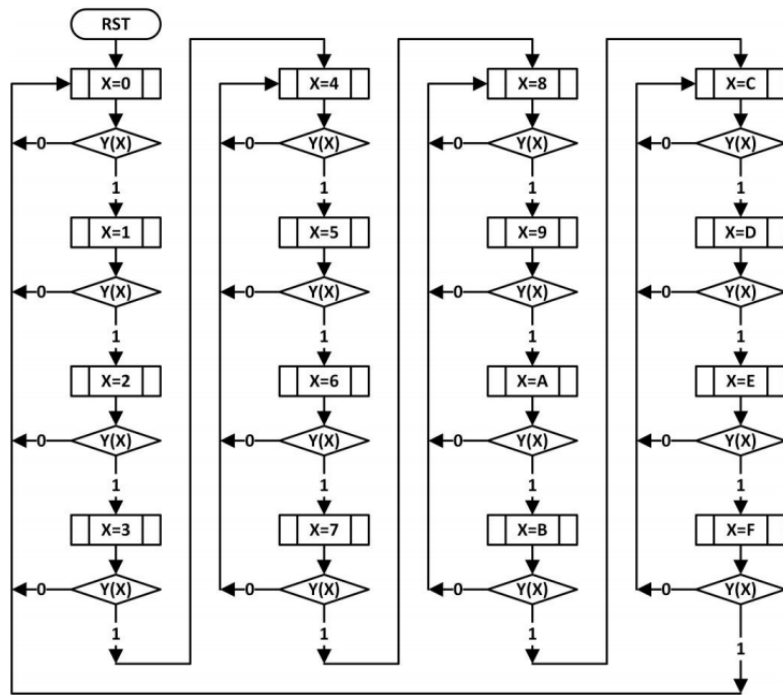 RST
X=0
0 Y(X)
1
X=1
0 Y(X)
1
X=2
0 Y(X)
1
X=3
0 Y(X)
1
X=4
0 Y(X)
1
X=5
0 Y(X)
1
X=6
0 Y(X)
1
X=7
0 Y(X)
1
X=8
0 Y(X)
1
X=9
0 Y(X)
1
X=A
0 Y(X)
1
X=B
0 Y(X)
1
X=C
0 Y(X)
1
X=D
0 Y(X)
1
X=E
0 Y(X)
1
X=F
0 Y(X)
1